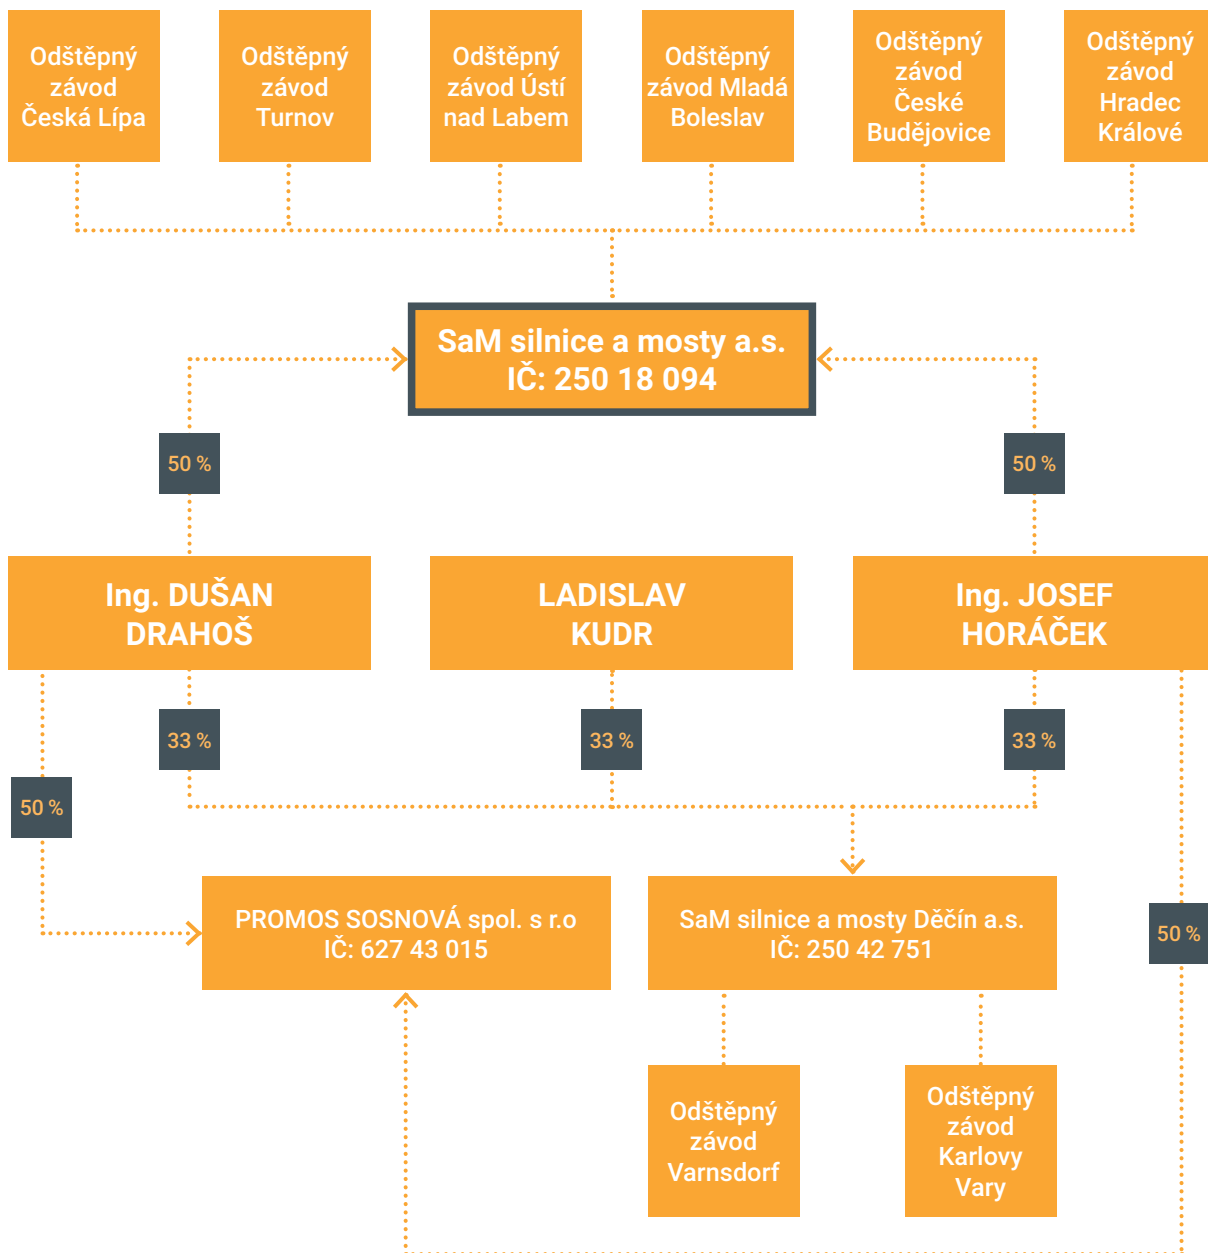 Odštěpný
závod
Česká Lípa
Odštěpný
závod
Turnov
Odštěpný
závod Ústí
nad Labem
Odštěpný
závod Mladá
Boleslav
Odštěpný
závod
České
Budějovice
Odštěpný
závod
Hradec
Králové
SaM silnice a mosty a.s.
IČ: 250 18 094
50 %
50 %
Ing. DUŠAN
DRAHOŠ
LADISLAV
KUDR
Ing. JOSEF
HORÁČEK
33 %
33 %
33 %
50 %
PROMOS SOSNOVÁ spol. s r.o
IČ: 627 43 015
SaM silnice a mosty Děčín a.s.
IČ: 250 42 751
50 %
Odštěpný
závod
Varnsdorf
Odštěpný
závod
Karlovy
Vary